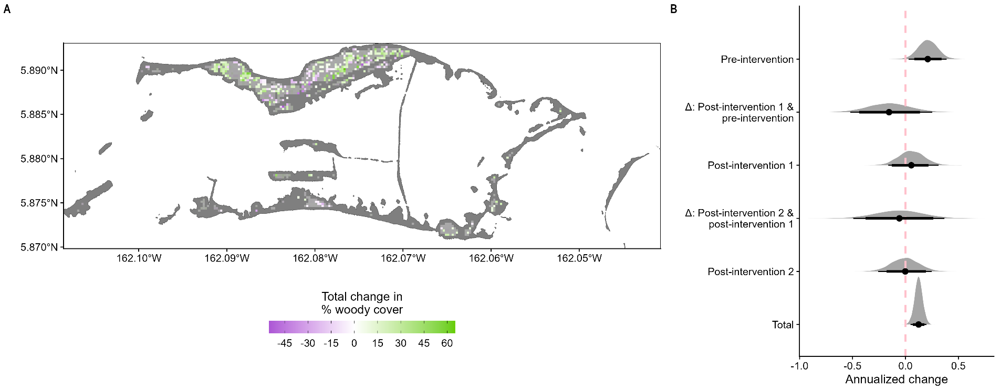 A
5.890°N
5.885°N
5.880°N
5.875°N
5.870°N
162.10°W 162.09°W 162.08°W 162.07°W 162.06°W 162.05°W
Total change in
% woody cover
-45 -30 -15 0 15 30 45 60
B
Pre-intervention
Δ: Post-intervention 1 &
pre-intervention
Post-intervention 1
Δ: Post-intervention 2 &
post-intervention 1
Post-intervention 2
Total
-1.0 -0.5 0.0 0.5
Annualized change